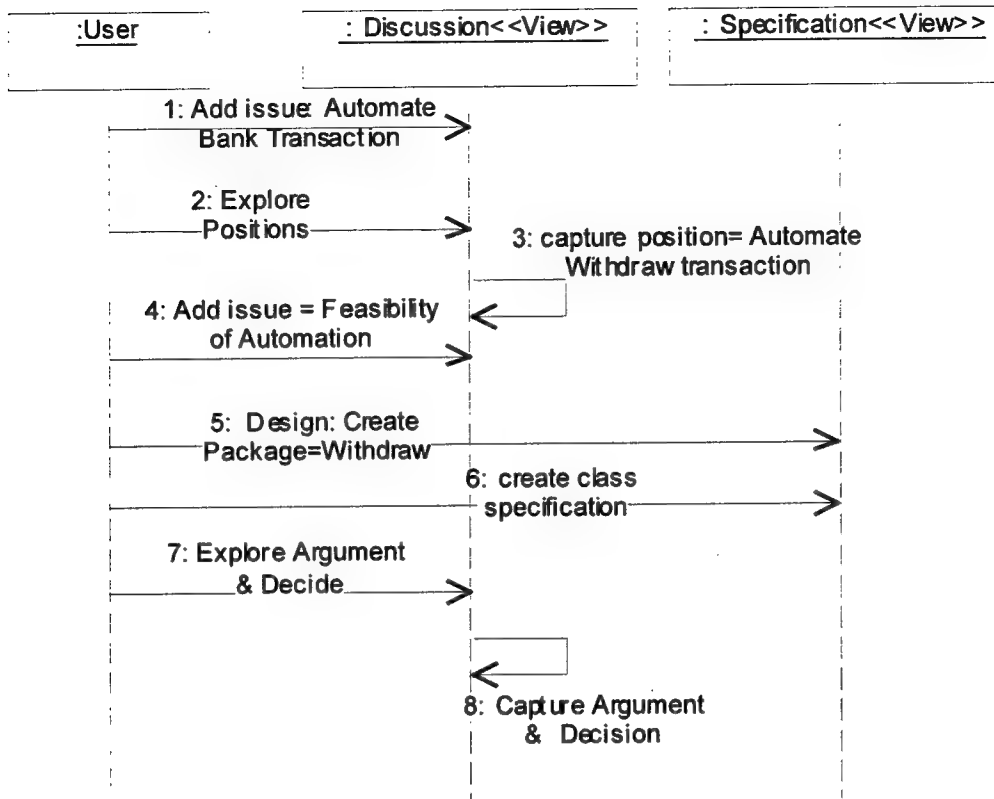 :User
: Discussion<<View>>
: Specification<<View>>
1: Add issue: Automate
Bank Transaction
2: Explore
Positions
3: capture position= Automate
Withdraw transaction
4: Add issue = Feasibility
of Automation
5: Design: Create
Package=Withdraw
6: create class
specification
7: Explore Argument
& Decide
8: Capture Argument
& Decision